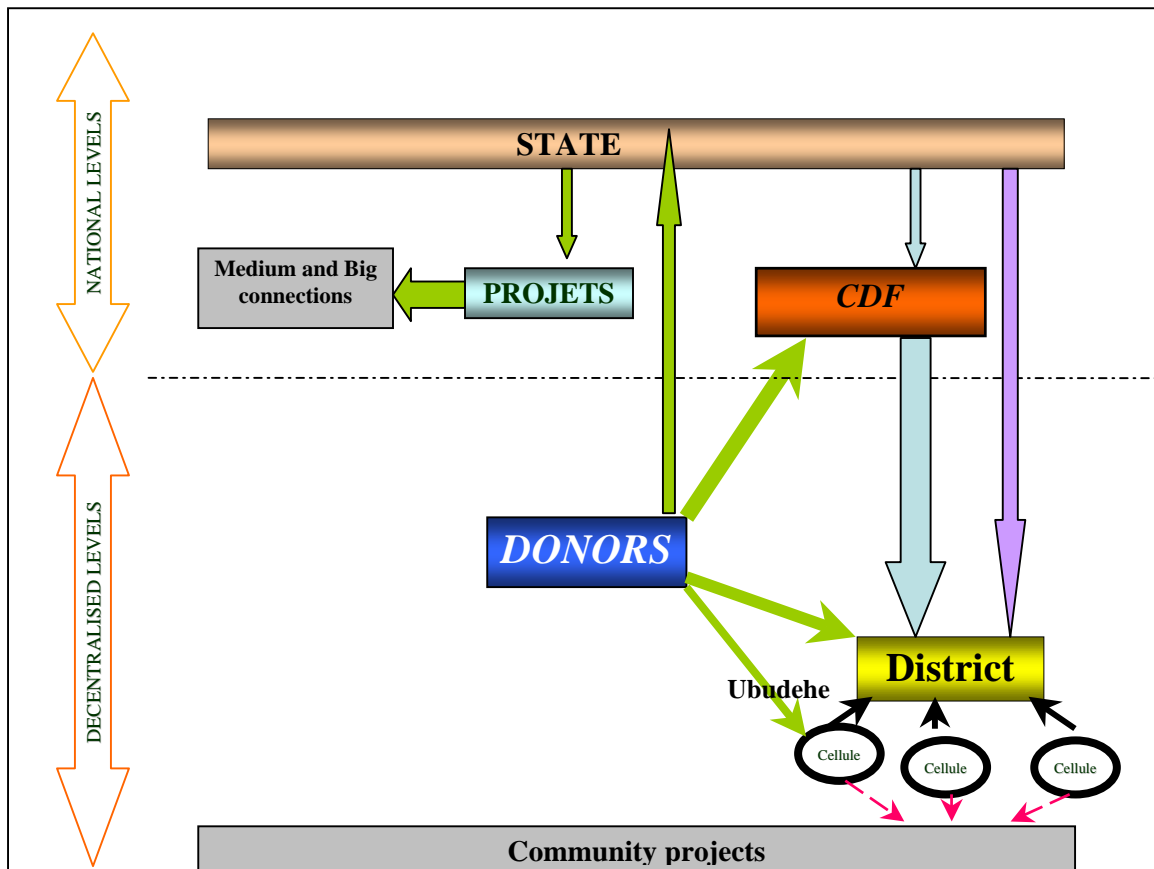 NATIONAL LEVELS
STATE
Medium and Big
connections
PROJETS
CDF
DECENTRALISED LEVELS
DONORS
District
Ubudehe
Cellule
Cellule
Cellule
Community projects